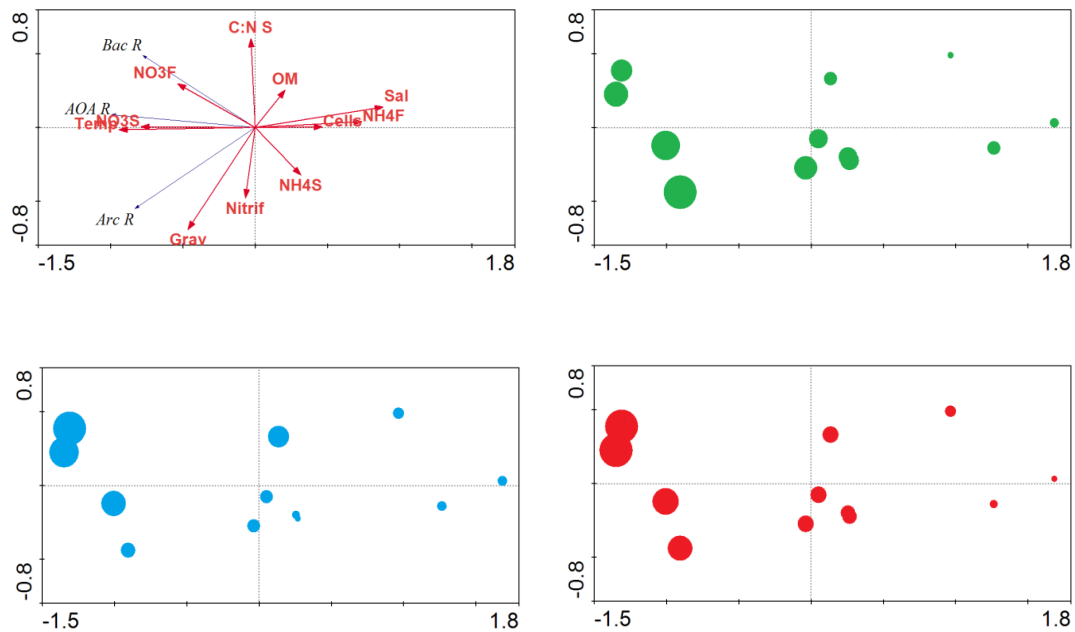 0.8
0.8
C:N S
Bac R
NO3F
OM
Sal
AOA R
NO3S
NH4F
Temp
Cells
NH4S
Nitrif
Arc R
Grav
-0.8
-0.8
-1.5
1.8
-1.5
1.8
0.8
0.8
-0.8
-0.8
-1.5
1.8
-1.5
1.8